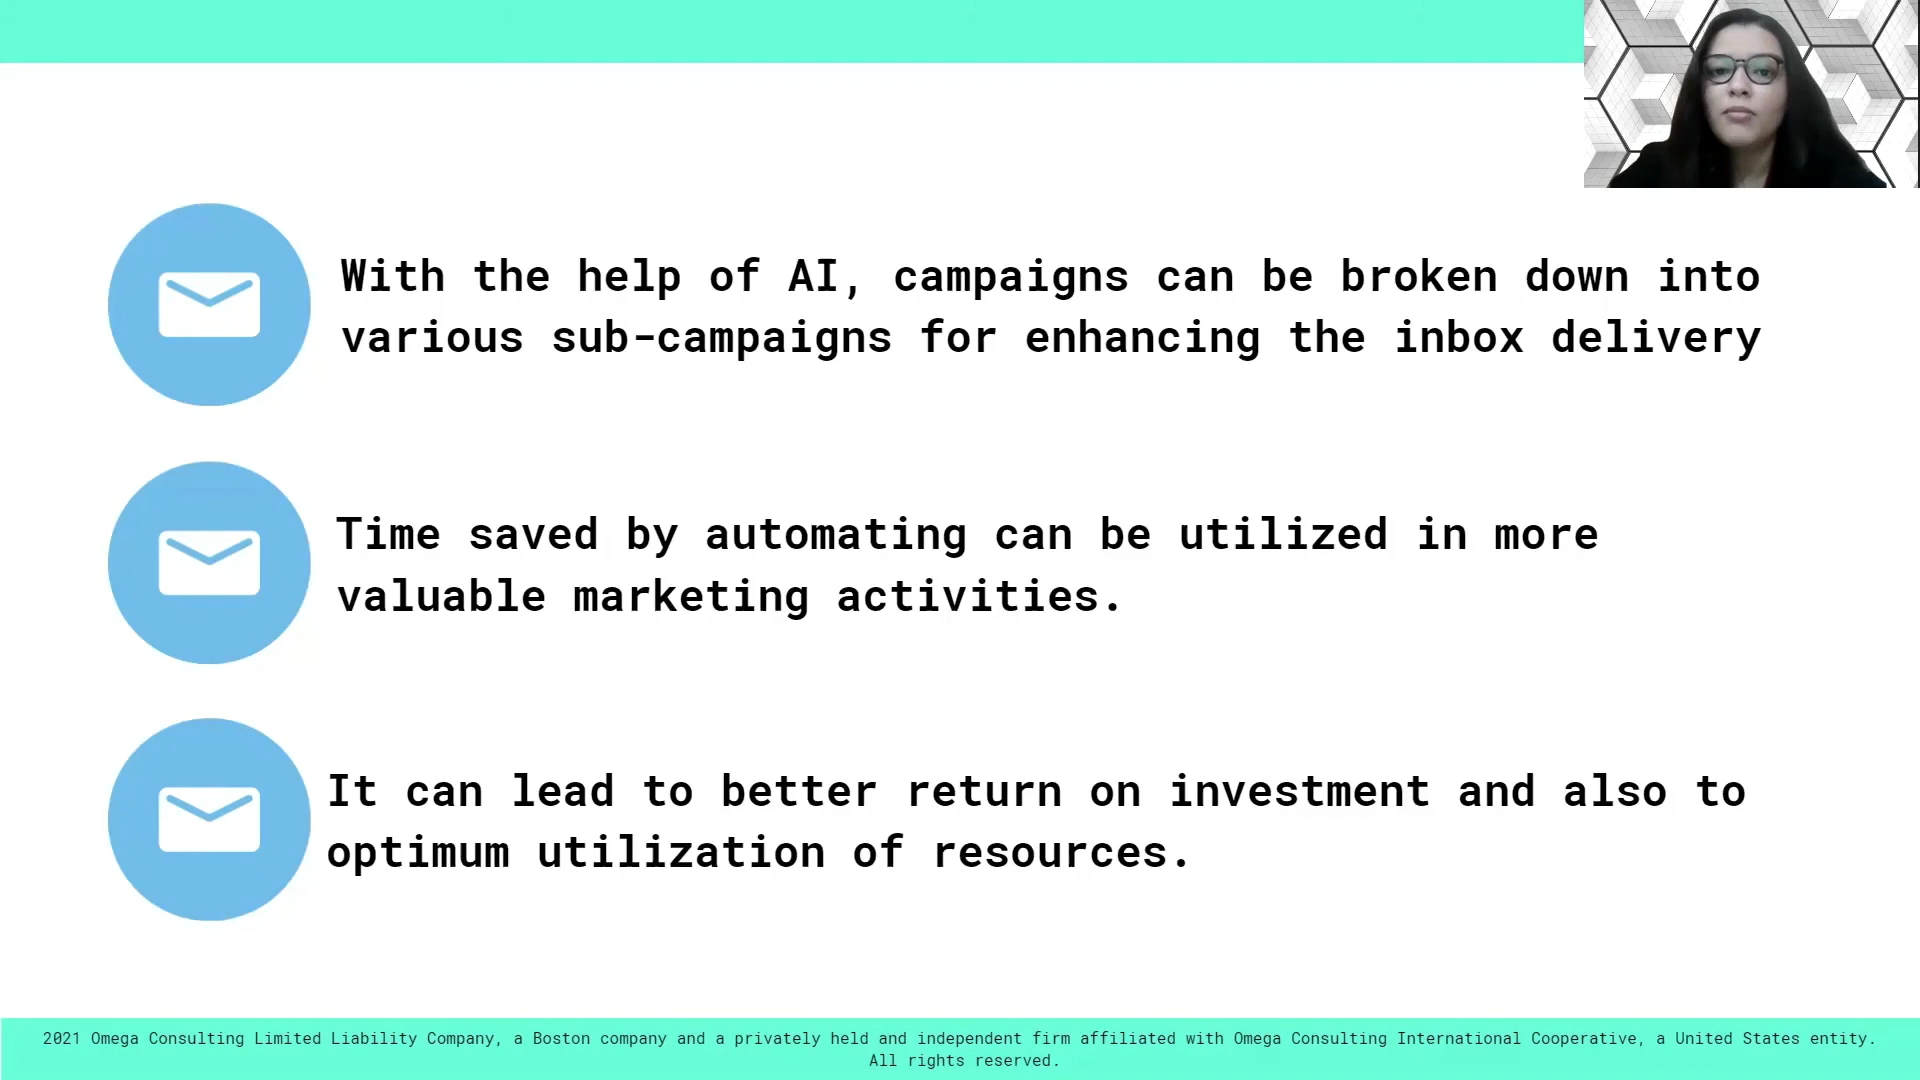 With the help of AI, campaigns can be broken down into
various sub-campaigns for enhancing the inbox delivery
Time saved by automating can be utilized in more
valuable marketing activities.
It can lead to better return on investment and also to
optimum utilization of resources.
2021 Omega Consulting Limited Liability Company, a Boston company and a privately held and independent firm affiliated with Omega Consulting International Cooperative, a United States entity.
All rights reserved.